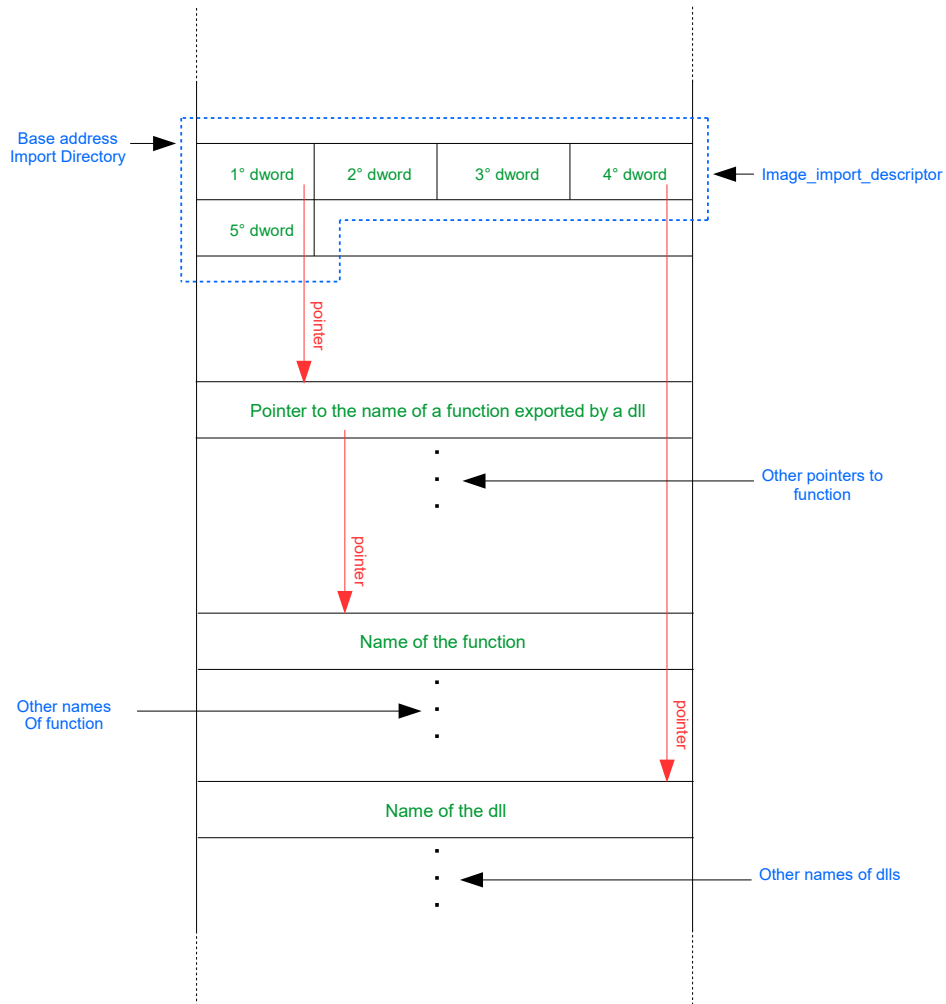 Base address
Import Directory
1° dword
2° dword
3° dword
4° dword
Image_import_descriptor
5° dword
pointer
Pointer to the name of a function exported by a dll
Other pointers to
function
pointer
Name of the function
Other names
Of function
pointer
Name of the dll
Other names of dlls